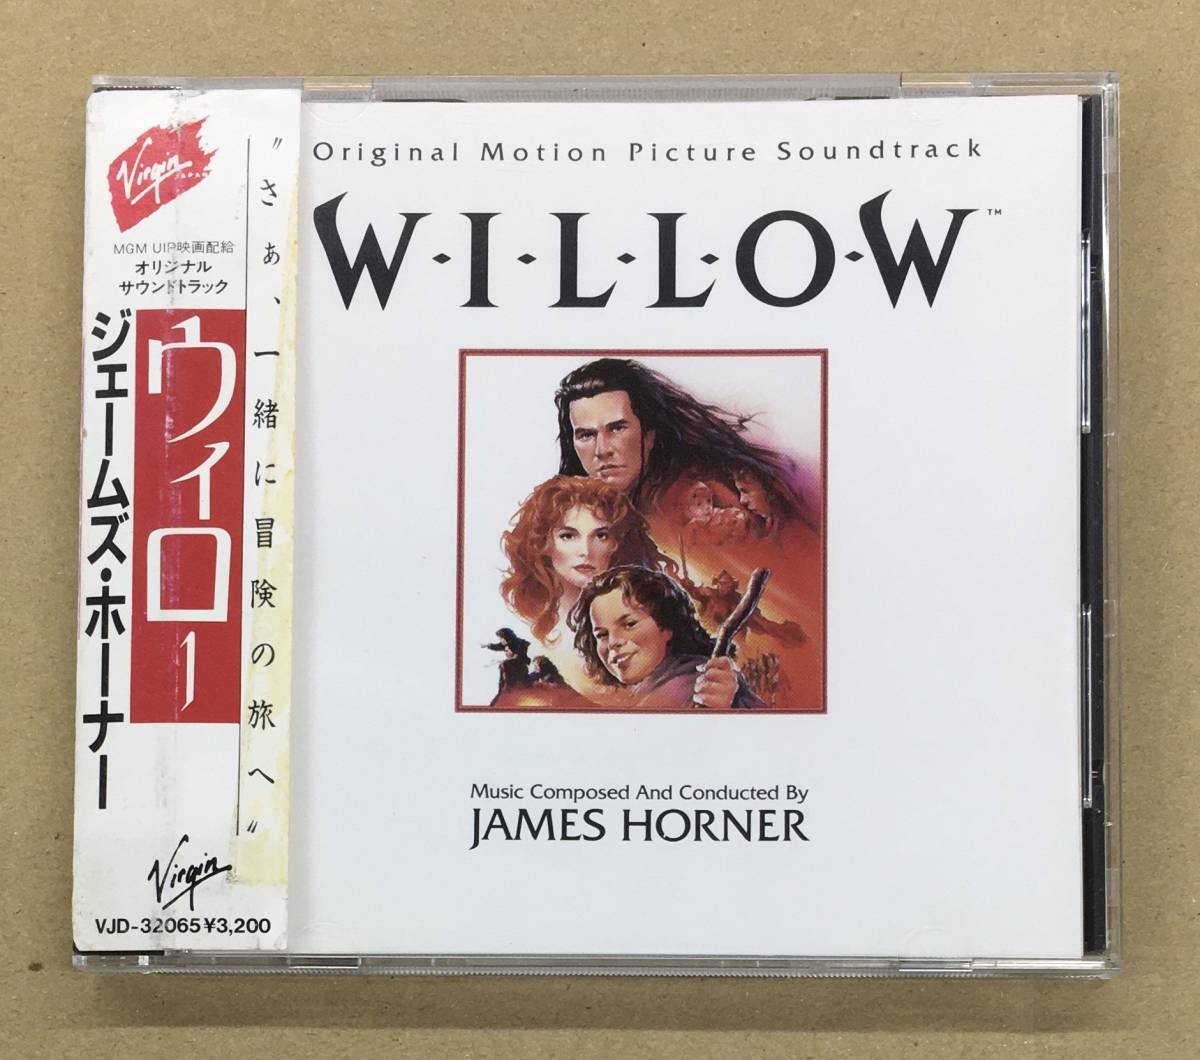 Virgin
JAPAN
MGM UIP映画配給
オリジナル
サウンドトラック
ウィロー
ジェームズ・ホーナー
〝さぁ、一緒に冒険の旅へ〟
Virgin
VJD-32065¥3,200
Original Motion Picture Soundtrack
W·I·L·L·O·W™
Music Composed And Conducted By
JAMES HORNER